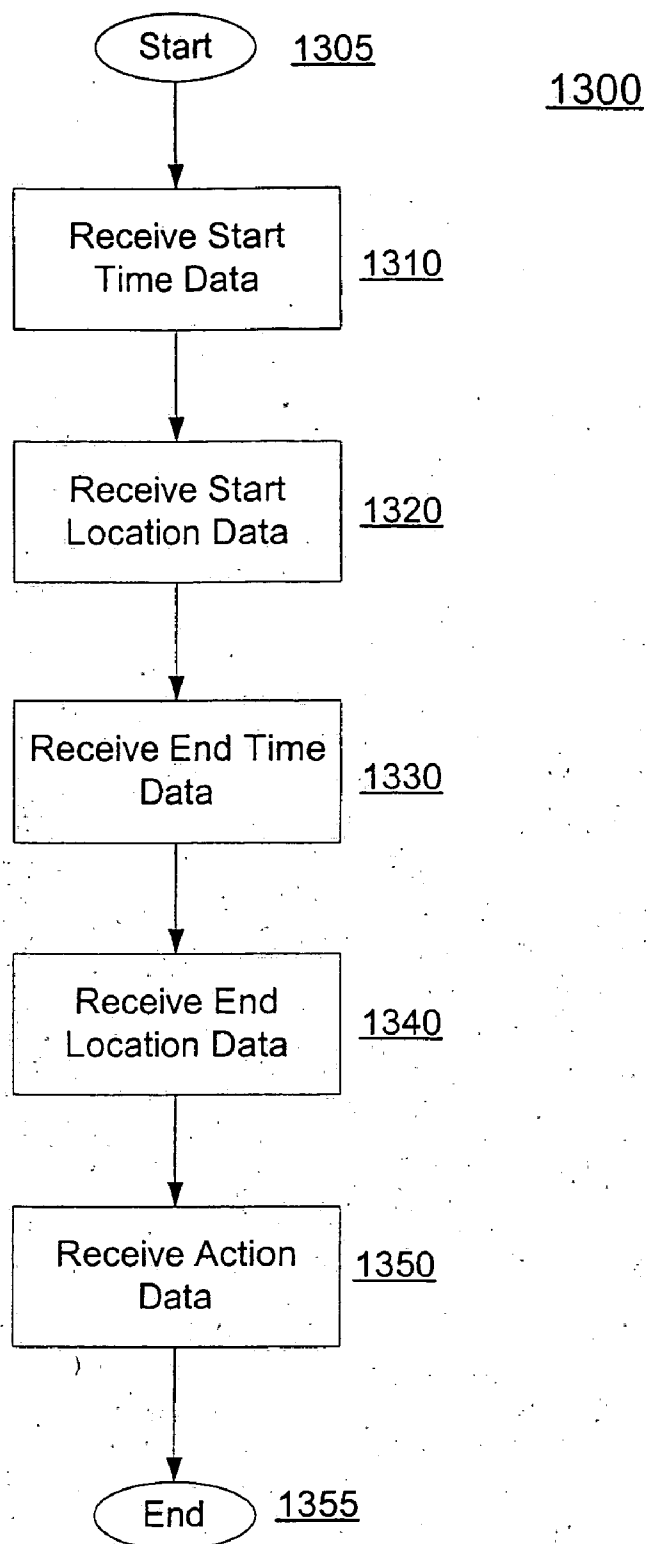 Start 1305
1300
Receive Start
Time Data
1310
Receive Start
Location Data
1320
Receive End Time
Data
1330
Receive End
Location Data
1340
Receive Action
Data
1350
End 1355